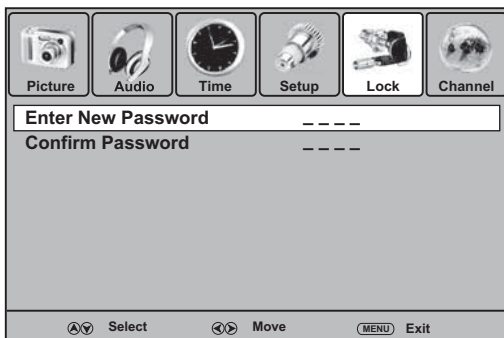 Picture Audio Time Setup Lock Channel
Enter New Password _ _ _ _
Confirm Password _ _ _ _
Select Move MENU Exit